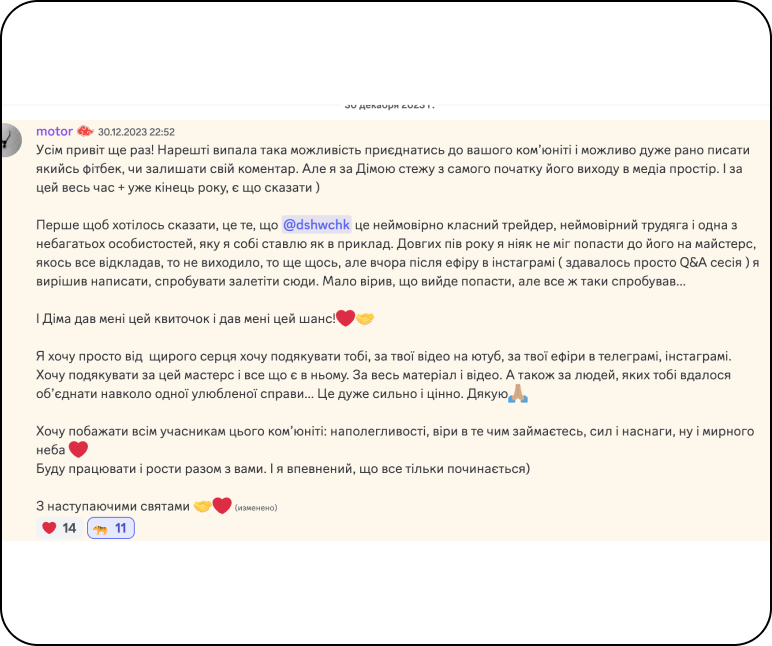 30 декабря 2023 г.
motor 30.12.2023 22:52
Усім привіт ще раз! Нарешті випала така можливість приєднатись до вашого ком’юніті і можливо дуже рано писати
якийсь фітбек, чи залишати свій коментар. Але я за Дімою стежу з самого початку його виходу в медіа простір. І за
цей весь час + уже кінець року, є що сказати )
Перше щоб хотілось сказати, це те, що @dshwchk це неймовірно класний трейдер, неймовірний трудяга і одна з
небагатьох особистостей, яку я собі ставлю як в приклад. Довгих пів року я ніяк не міг попасти до його на майстерс,
якось все відкладав, то не виходило, то ще щось, але вчора після ефіру в інстаграмі ( здавалось просто Q&A сесія ) я
вирішив написати, спробувати залетіти сюди. Мало вірив, що вийде попасти, але все ж таки спробував...
І Діма дав мені цей квиточок і дав мені цей шанс!❤️🤝
Я хочу просто від  щирого серця хочу подякувати тобі, за твої відео на ютуб, за твої ефіри в телеграмі, інстаграмі.
Хочу подякувати за цей мастерс і все що є в ньому. За весь матеріал і відео. А також за людей, яких тобі вдалося
об’єднати навколо одної улюбленої справи... Це дуже сильно і цінно. Дякую🙏🏽
Хочу побажати всім учасникам цього ком’юніті: наполегливості, віри в те чим займаєтесь, сил і наснаги, ну і мирного
неба ❤️
Буду працювати і рости разом з вами. І я впевнений, що все тільки починається)
З наступаючими святами 🤝❤️ (изменено)
❤️ 14 🐅 11